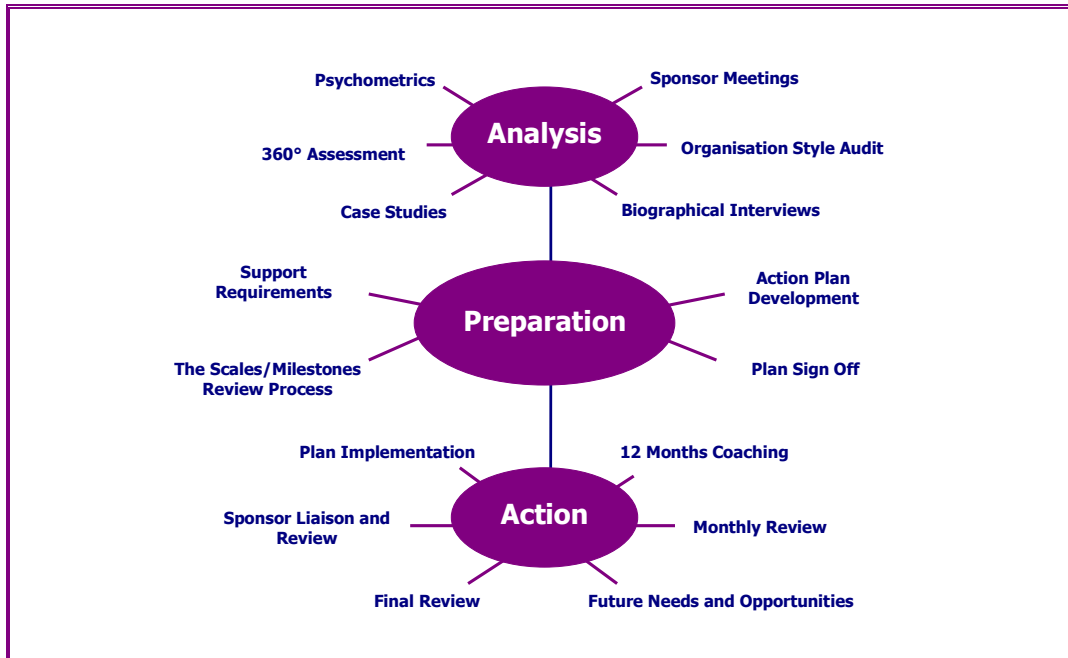 Psychometrics
Sponsor Meetings
Analysis
360° Assessment
Organisation Style Audit
Case Studies
Biographical Interviews
Support
Requirements
Action Plan
Development
Preparation
The Scales/Milestones
Review Process
Plan Sign Off
Plan Implementation
12 Months Coaching
Action
Sponsor Liaison and
Review
Monthly Review
Final Review
Future Needs and Opportunities